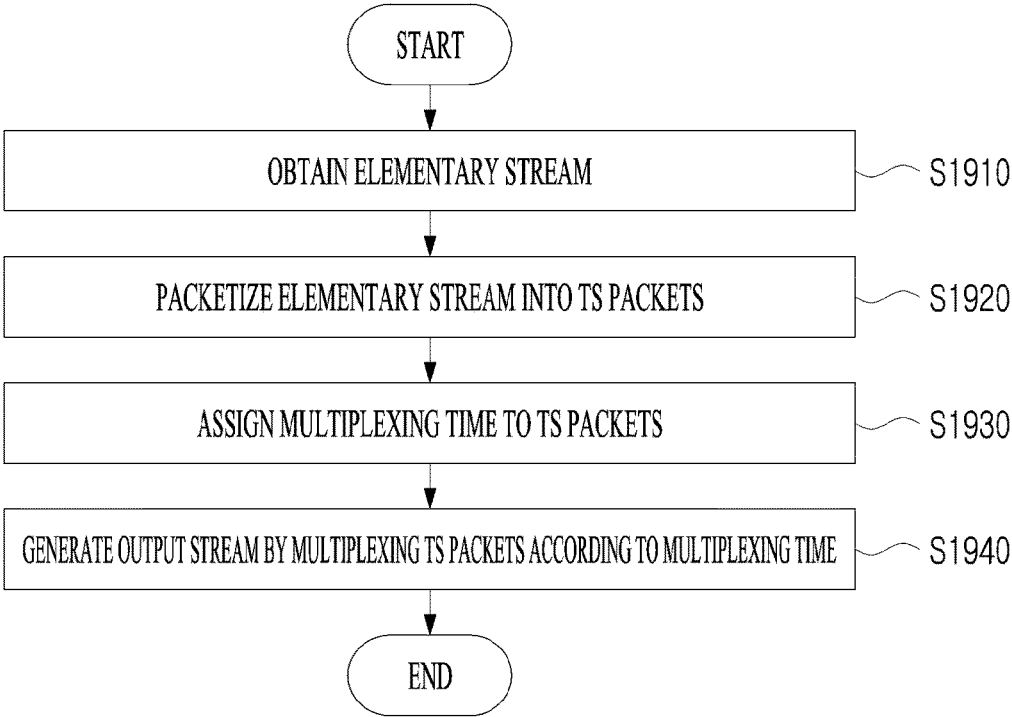 START
OBTAIN ELEMENTARY STREAM
S1910
PACKETIZE ELEMENTARY STREAM INTO TS PACKETS
S1920
ASSIGN MULTIPLEXING TIME TO TS PACKETS
S1930
GENERATE OUTPUT STREAM BY MULTIPLEXING TS PACKETS ACCORDING TO MULTIPLEXING TIME
S1940
END